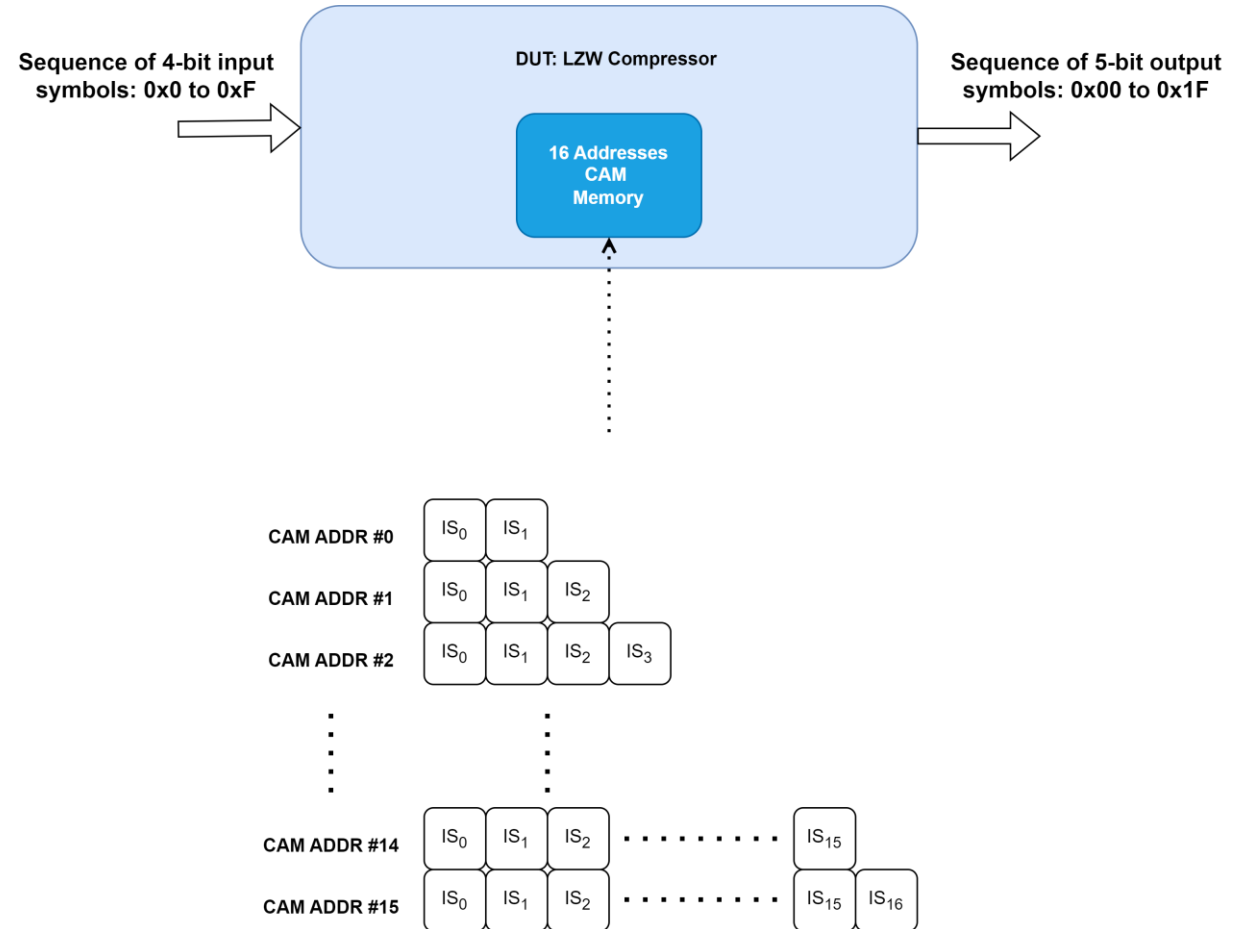 Sequence of 4-bit input
symbols: 0x0 to 0xF
DUT: LZW Compressor
16 Addresses
CAM
Memory
Sequence of 5-bit output
symbols: 0x00 to 0x1F
CAM ADDR #0 IS0 IS1
CAM ADDR #1 IS0 IS1 IS2
CAM ADDR #2 IS0 IS1 IS2 IS3
CAM ADDR #14 IS0 IS1 IS2 IS15
CAM ADDR #15 IS0 IS1 IS2 IS15 IS16